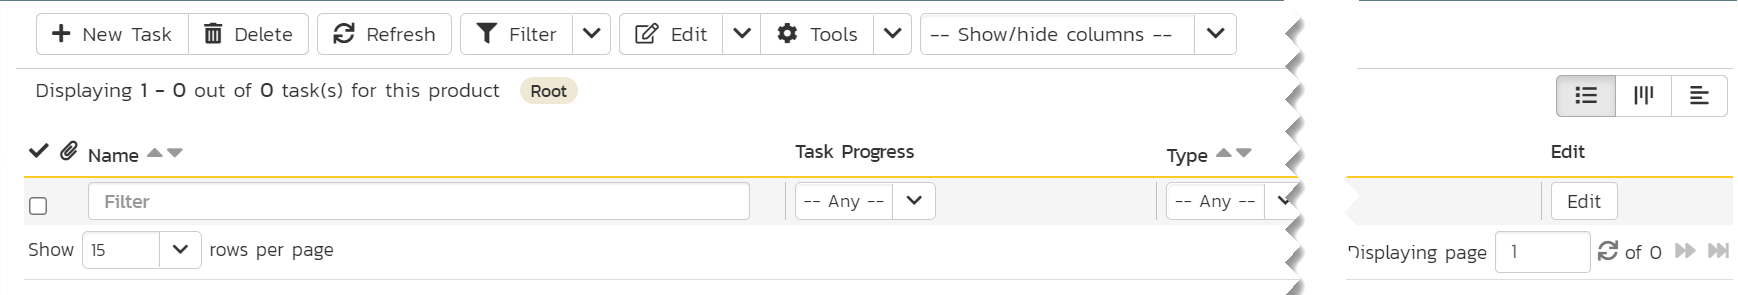 New Task Delete Refresh Filter Edit Tools -- Show/hide columns --
Displaying 1 - 0 out of 0 task(s) for this product Root
Name Task Progress Type Edit
Filter -- Any -- -- Any -- Edit
Show 15 rows per page Displaying page 1 of 0